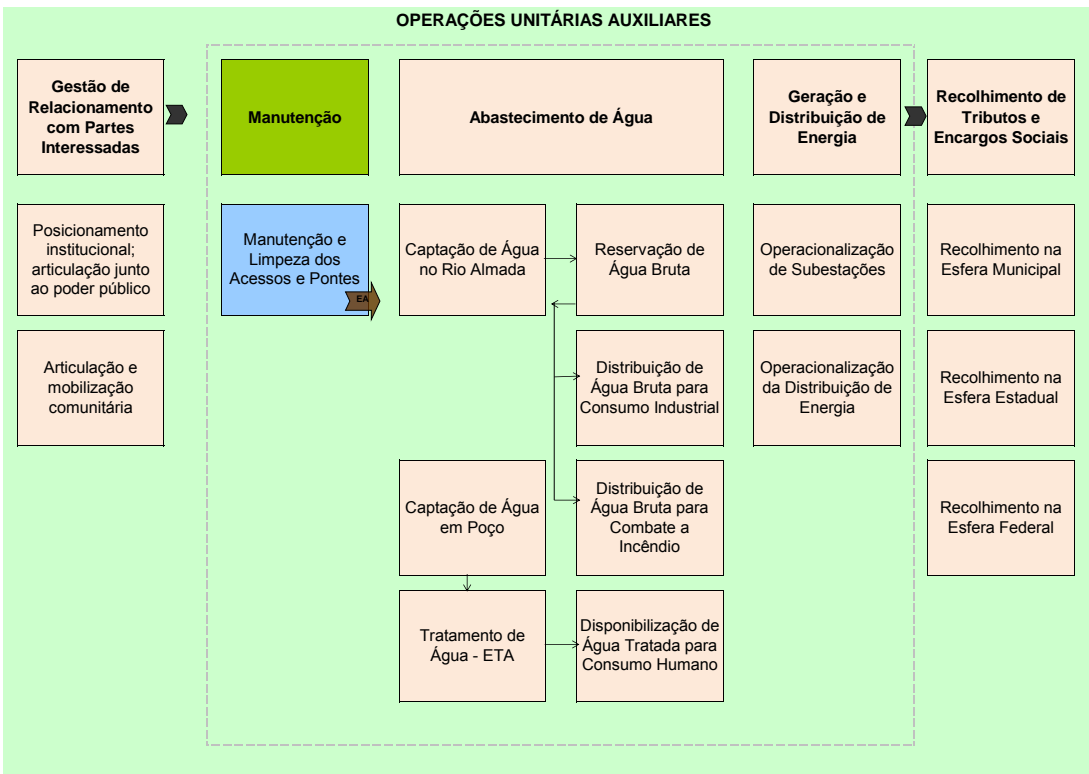 OPERAÇÕES UNITÁRIAS AUXILIARES
Gestão de
Relacionamento
com Partes
Interessadas
Manutenção
Abastecimento de Água
Geração e
Distribuição de
Energia
Recolhimento de
Tributos e
Encargos Sociais
Posicionamento
institucional;
articulação junto
ao poder público
Manutenção e
Limpeza dos
Acessos e Pontes
EA
Captação de Água
no Rio Almada
Reservação de
Água Bruta
Operacionalização
de Subestações
Recolhimento na
Esfera Municipal
Articulação e
mobilização
comunitária
Distribuição de
Água Bruta para
Consumo Industrial
Operacionalização
da Distribuição de
Energia
Recolhimento na
Esfera Estadual
Captação de Água
em Poço
Distribuição de
Água Bruta para
Combate a
Incêndio
Recolhimento na
Esfera Federal
Tratamento de
Água - ETA
Disponibilização de
Água Tratada para
Consumo Humano